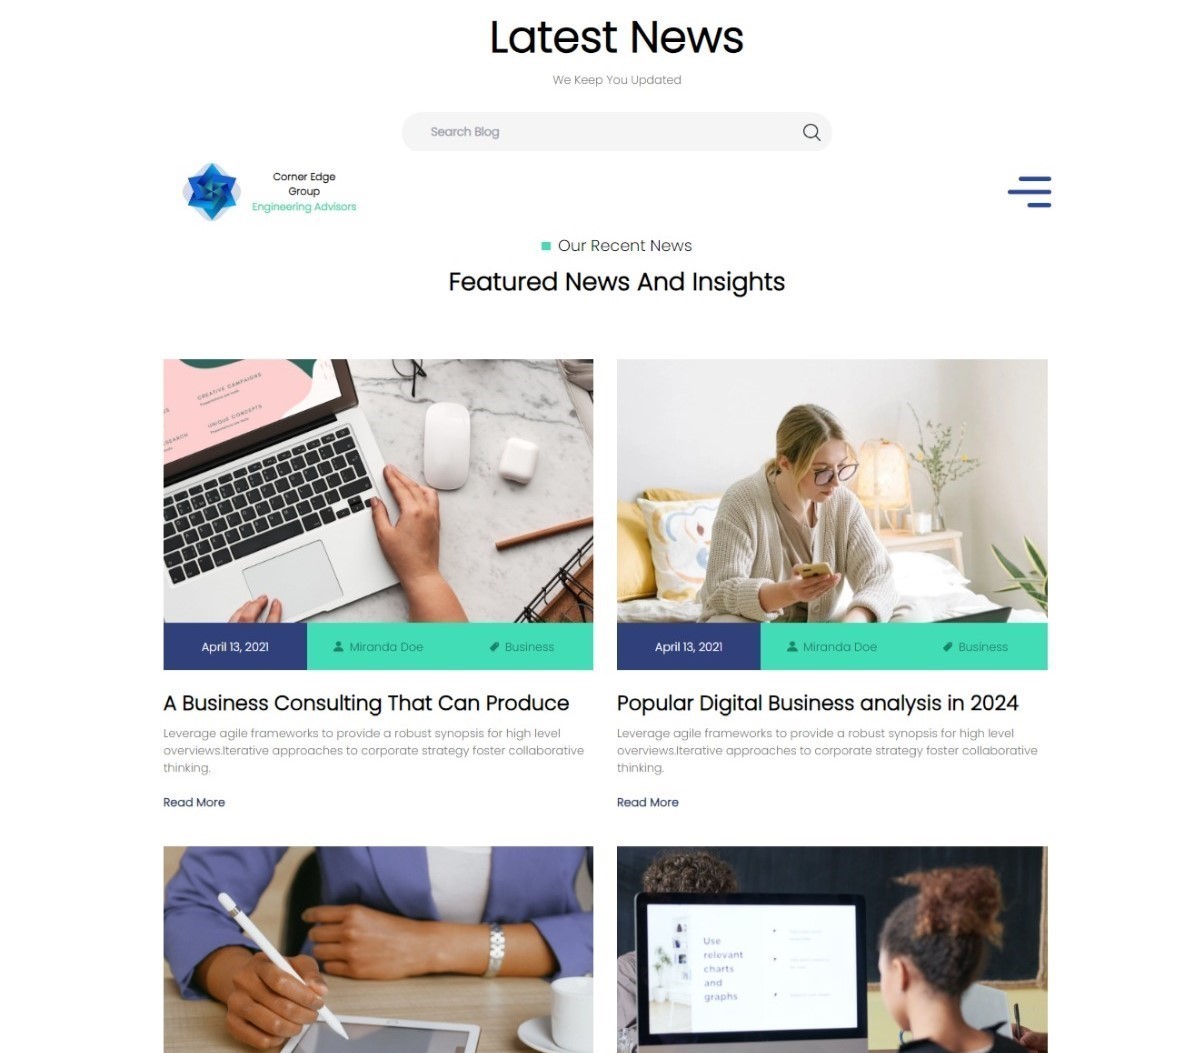 Latest News
We Keep You Updated
Search Blog
Corner Edge
Group
Engineering Advisors
Our Recent News
Featured News And Insights
CREATIVE CAMPAIGNS
UNIQUE CONCEPTS
April 13, 2021 Miranda Doe Business
A Business Consulting That Can Produce
Leverage agile frameworks to provide a robust synopsis for high level
overviews.Iterative approaches to corporate strategy foster collaborative
thinking.
Read More
April 13, 2021 Miranda Doe Business
Popular Digital Business analysis in 2024
Leverage agile frameworks to provide a robust synopsis for high level
overviews.Iterative approaches to corporate strategy foster collaborative
thinking.
Read More
Use
relevant
charts
and
graphs